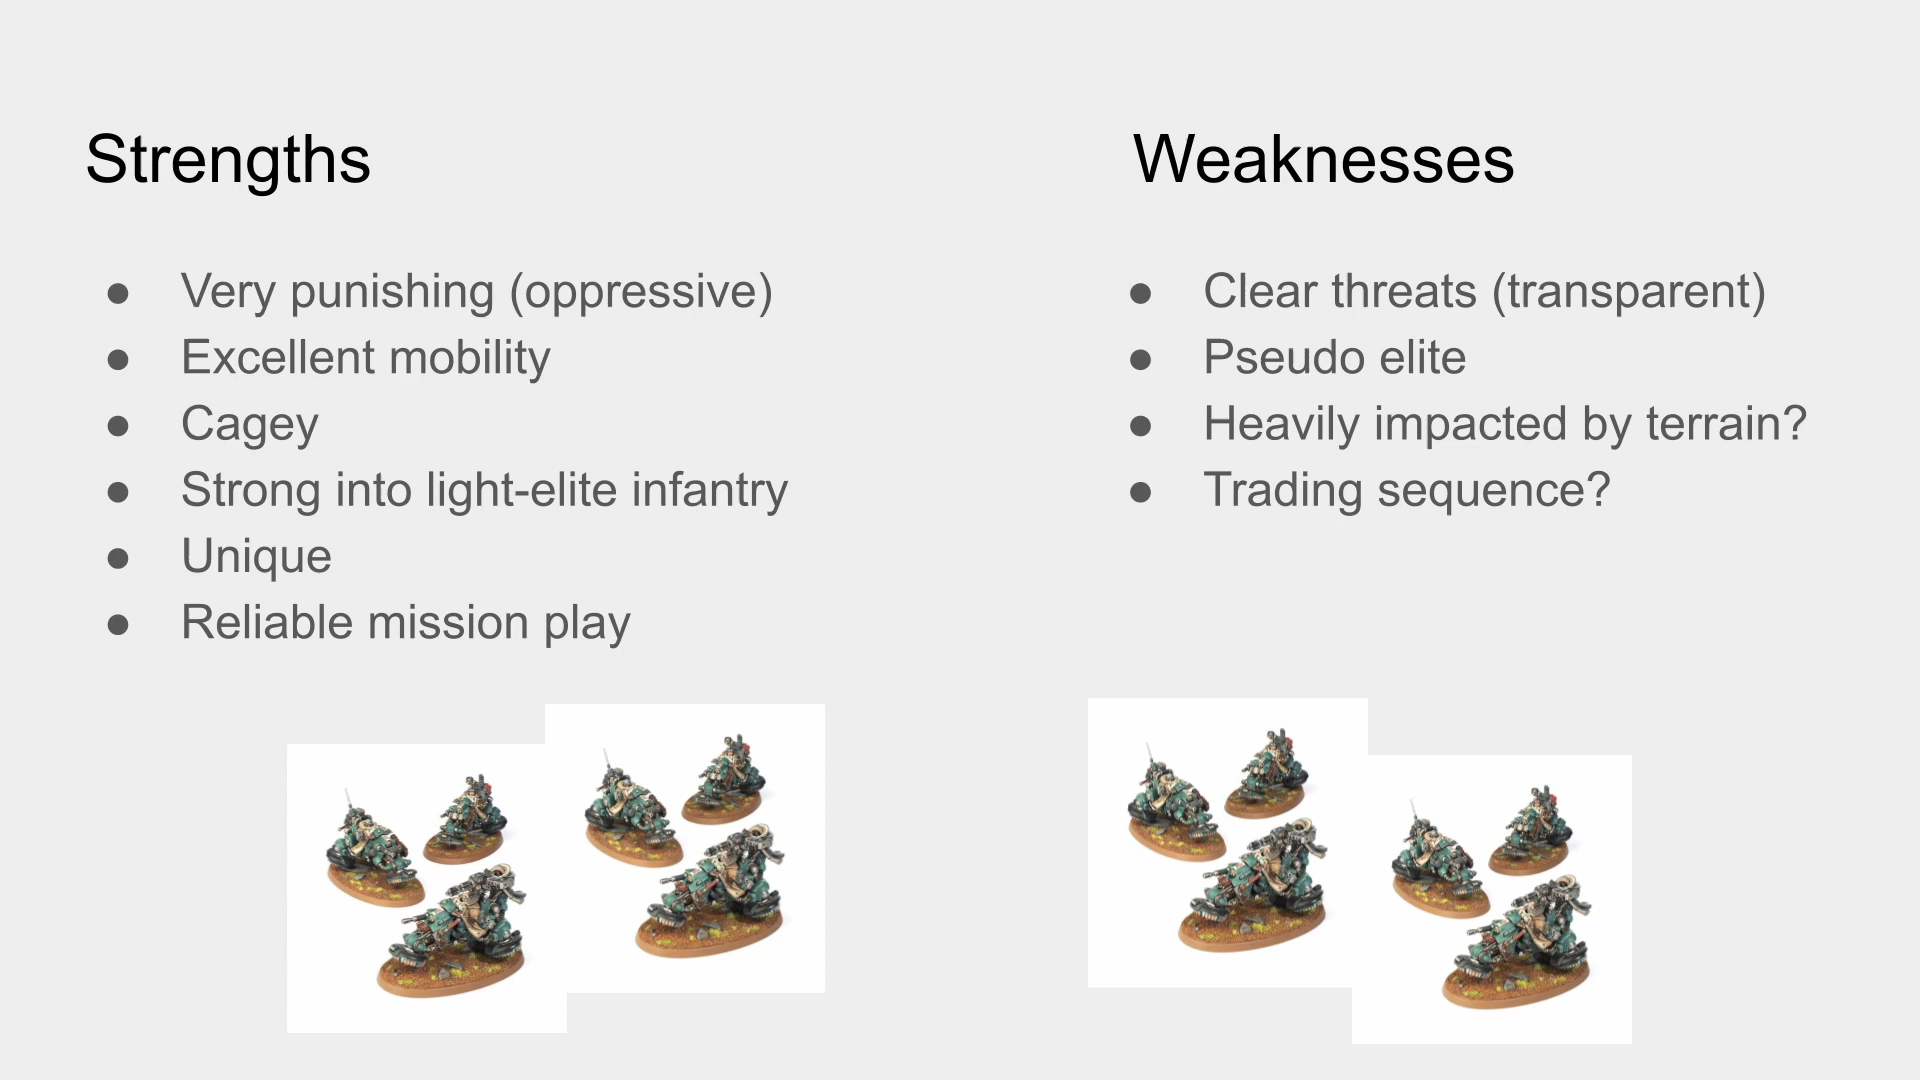 Strengths
● Very punishing (oppressive)
● Excellent mobility
● Cagey
● Strong into light-elite infantry
● Unique
● Reliable mission play
Weaknesses
● Clear threats (transparent)
● Pseudo elite
● Heavily impacted by terrain?
● Trading sequence?